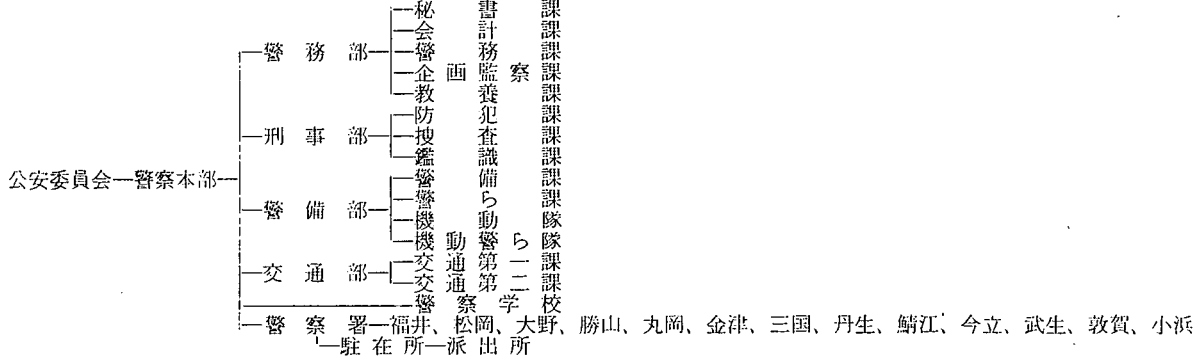 秘書課
会計課
警務部 警務課
企画監察課
教養課
防犯課
刑事部 捜査課
鑑識課
公安委員会 警察本部 警備課
警ら課
警備部
機動隊
機動警ら隊
交通第一課
交通部
交通第二課
警察学校
警察署 福井、松岡、大野、勝山、丸岡、金津、三国、丹生、鯖江、今立、武生、敦賀、小浜
駐在所 派出所